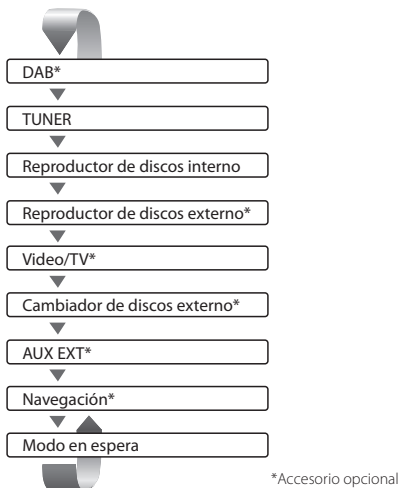 DAB*
TUNER
Reproductor de discos interno
Reproductor de discos externo*
Video/TV*
Cambiador de discos externo*
AUX EXT*
Navegación*
Modo en espera
*Accesorio opcional